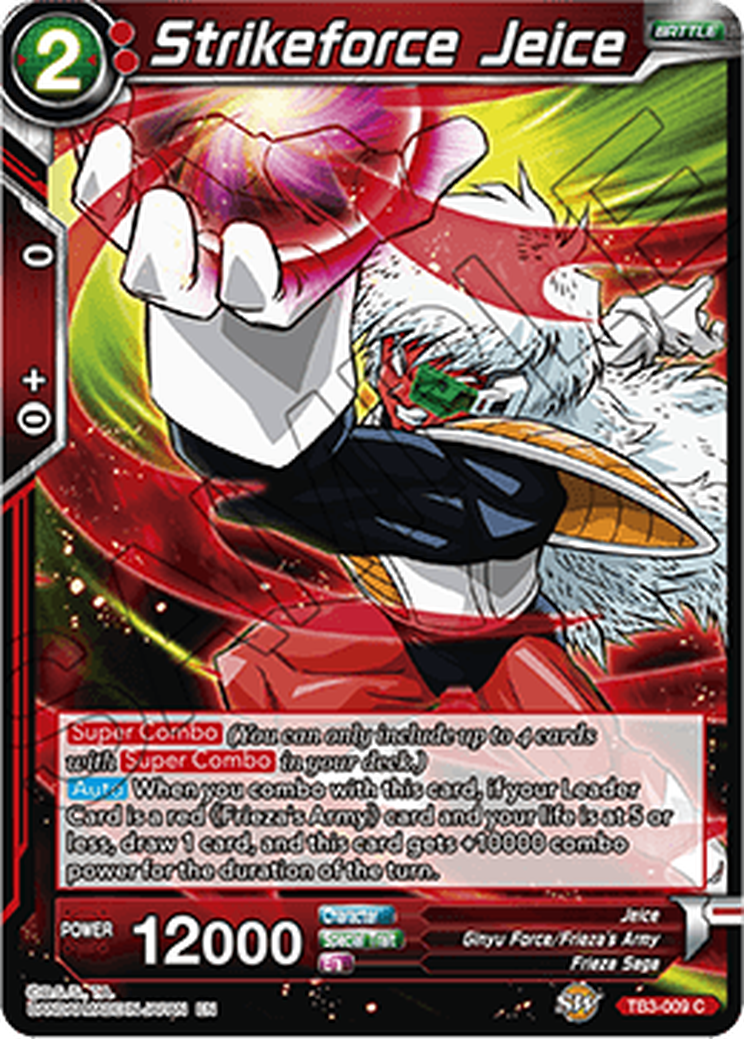 2
Strikeforce Jeice
BATTLE
0
0 +
Super Combo (You can only include up to 4 cards
with Super Combo in your deck.)
Auto When you combo with this card, if your Leader
Card is a red 《Frieza's Army》 card and your life is at 5 or
less, draw 1 card, and this card gets +10000 combo
power for the duration of the turn.
POWER 12000
Character Jeice
Special Trait Ginyu Force/Frieza's Army
Era Frieza Saga
EN
TB3-009 C